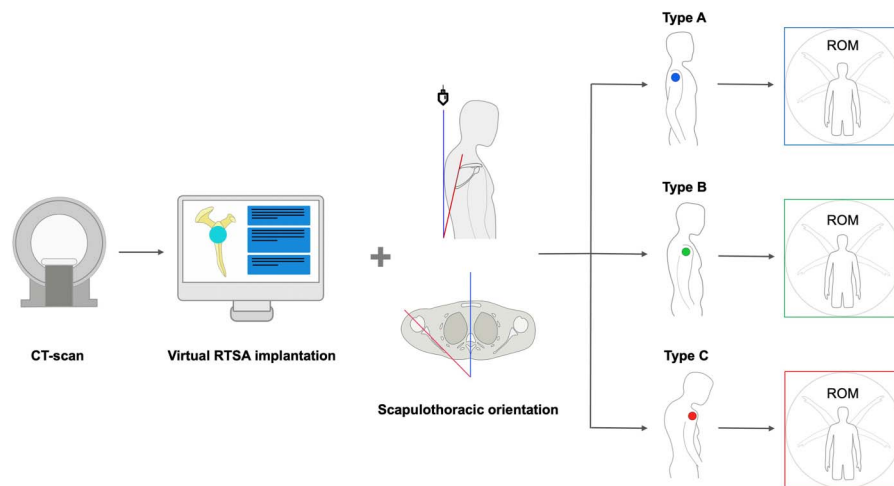 Type A
ROM
Type B
ROM
CT-scan
Virtual RTSA implantation
Type C
ROM
Scapulothoracic orientation